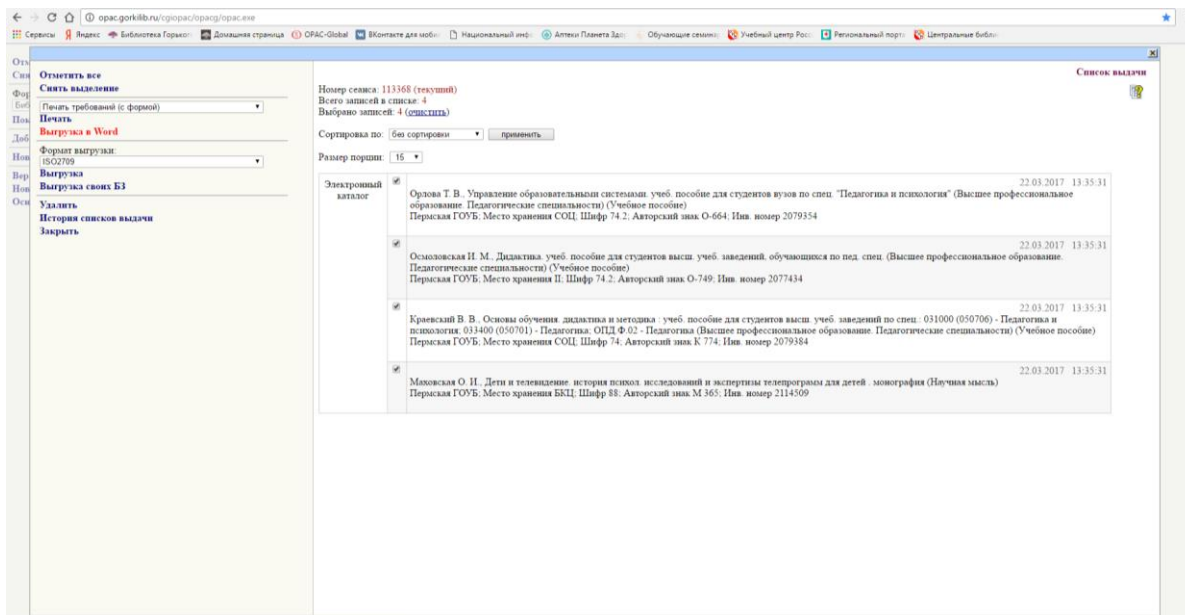 opac.gorkilib.ru/cgiopac/opacg/opac.exe
Сервисы Яндекс Библиотека Горьког Домашняя страница OPAC-Global ВКонтакте для моби Национальный инфо Аптеки Планета Здо Обучающие семина Учебный центр Росс Региональный порта Центральные библи
Список выдачи
Отметить все
Снять выделение
Печать требований (с формой)
Печать
Выгрузка в Word
Формат выгрузки:
ISO2709
Выгрузка
Выгрузка своих БЗ
Удалить
История списков выдачи
Закрыть
Номер сеанса: 113368 (текущий)
Всего записей в списке: 4
Выбрано записей: 4 (очистить)
Сортировка по: без сортировки применить
Размер порции: 15
Электронный
каталог
22.03.2017 13:35:31
Орлова Т. В., Управление образовательными системами. учеб. пособие для студентов вузов по спец. "Педагогика и психология" (Высшее профессиональное
образование. Педагогические специальности) (Учебное пособие)
Пермская ГОУБ; Место хранения СОЦ; Шифр 74.2; Авторский знак О-664; Инв. номер 2079354
22.03.2017 13:35:31
Осмоловская И. М., Дидактика. учеб. пособие для студентов высш. учеб. заведений, обучающихся по пед. спец. (Высшее профессиональное образование.
Педагогические специальности) (Учебное пособие)
Пермская ГОУБ; Место хранения II; Шифр 74.2; Авторский знак О-749; Инв. номер 2077434
22.03.2017 13:35:31
Краевский В. В., Основы обучения. дидактика и методика : учеб. пособие для студентов высш. учеб. заведений по спец.: 031000 (050706) - Педагогика и
психология; 033400 (050701) - Педагогика; ОПД.Ф.02 - Педагогика (Высшее профессиональное образование. Педагогические специальности) (Учебное пособие)
Пермская ГОУБ; Место хранения СОЦ; Шифр 74; Авторский знак К 774; Инв. номер 2079384
22.03.2017 13:35:31
Маховская О. И., Дети и телевидение. история психол. исследований и экспертизы телепрограмм для детей . монография (Научная мысль)
Пермская ГОУБ; Место хранения БКЦ; Шифр 88; Авторский знак М 365; Инв. номер 2114509